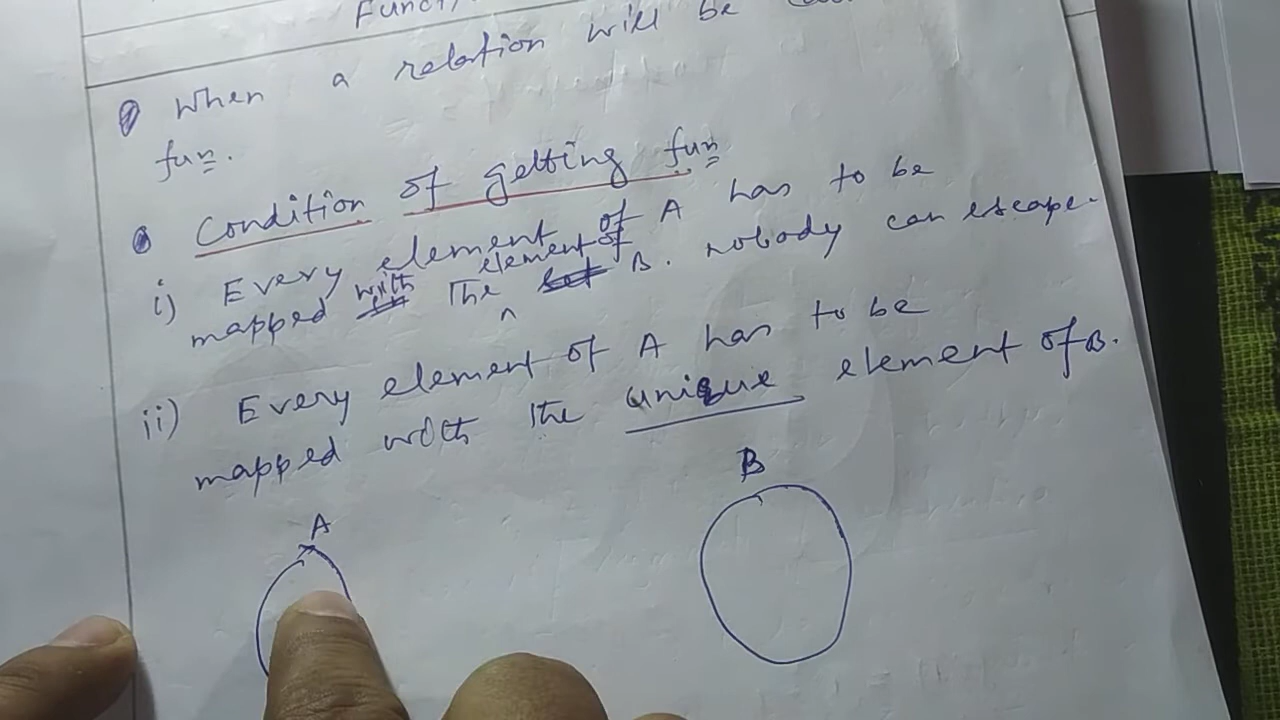 When a relation will be
fun.
Condition of getting fun
i) Every element of A has to be
mapped with the element of B. nobody can escape.
ii) Every element of A has to be
mapped with the unique element of B.
A
B